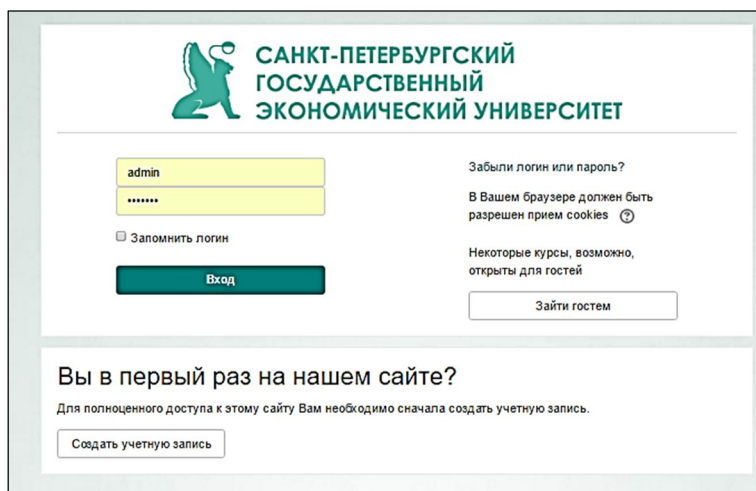 САНКТ-ПЕТЕРБУРГСКИЙ
ГОСУДАРСТВЕННЫЙ
ЭКОНОМИЧЕСКИЙ УНИВЕРСИТЕТ
admin
•••••••
Запомнить логин
Вход
Забыли логин или пароль?
В Вашем браузере должен быть
разрешен прием cookies ?
Некоторые курсы, возможно,
открыты для гостей
Зайти гостем
Вы в первый раз на нашем сайте?
Для полноценного доступа к этому сайту Вам необходимо сначала создать учетную запись.
Создать учетную запись